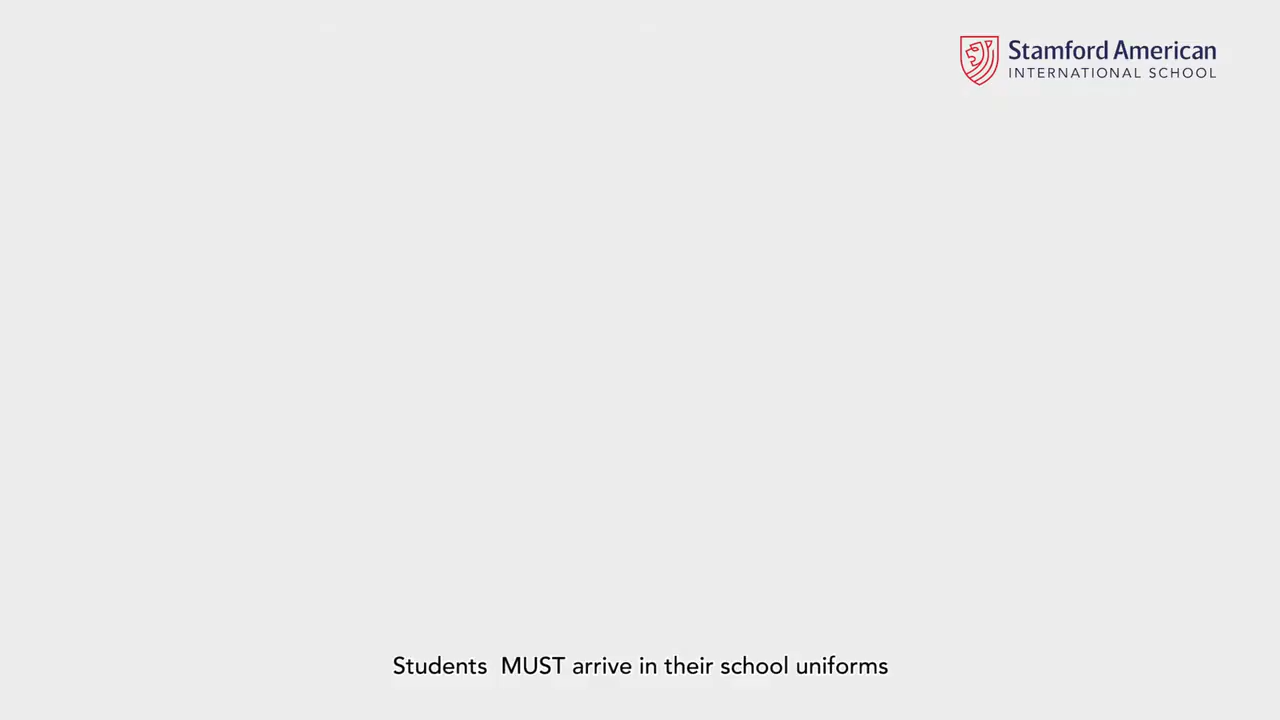 Stamford American
INTERNATIONAL SCHOOL
Students  MUST arrive in their school uniforms